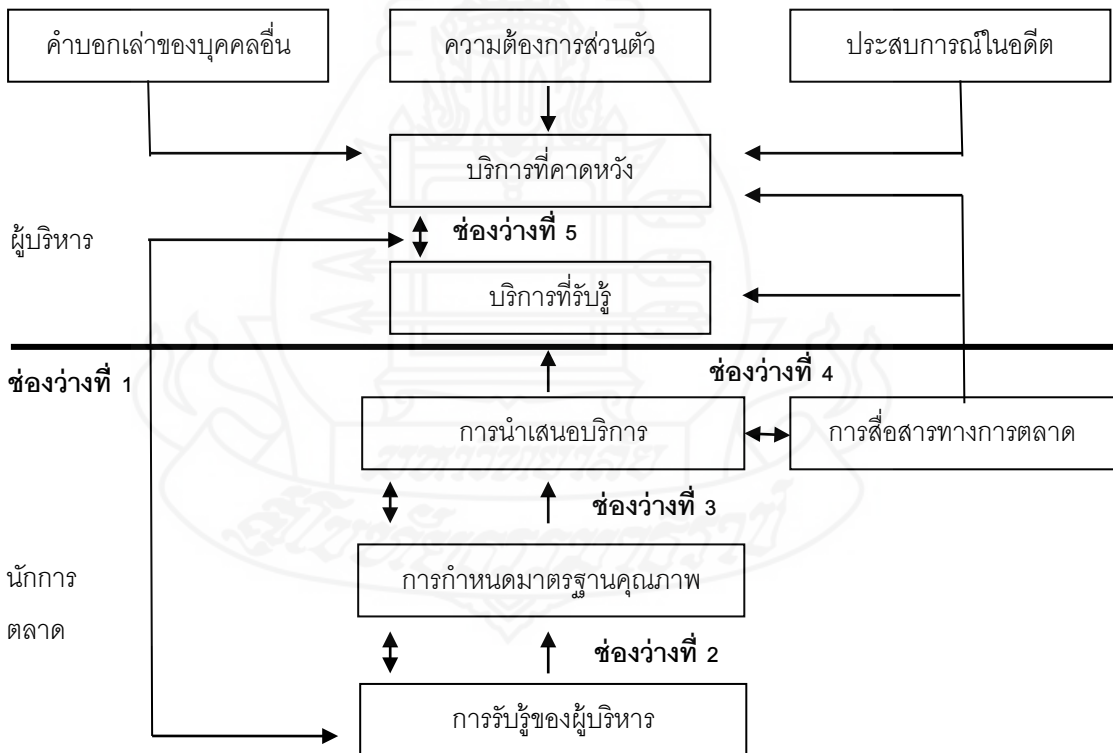 คำบอกเล่าของบุคคลอื่น
ความต้องการส่วนตัว
ประสบการณ์ในอดีต
บริการที่คาดหวัง
ผู้บริหาร
ช่องว่างที่ 5
บริการที่รับรู้
ช่องว่างที่ 1
ช่องว่างที่ 4
การนำเสนอบริการ
การสื่อสารทางการตลาด
ช่องว่างที่ 3
นักการ
ตลาด
การกำหนดมาตรฐานคุณภาพ
ช่องว่างที่ 2
การรับรู้ของผู้บริหาร